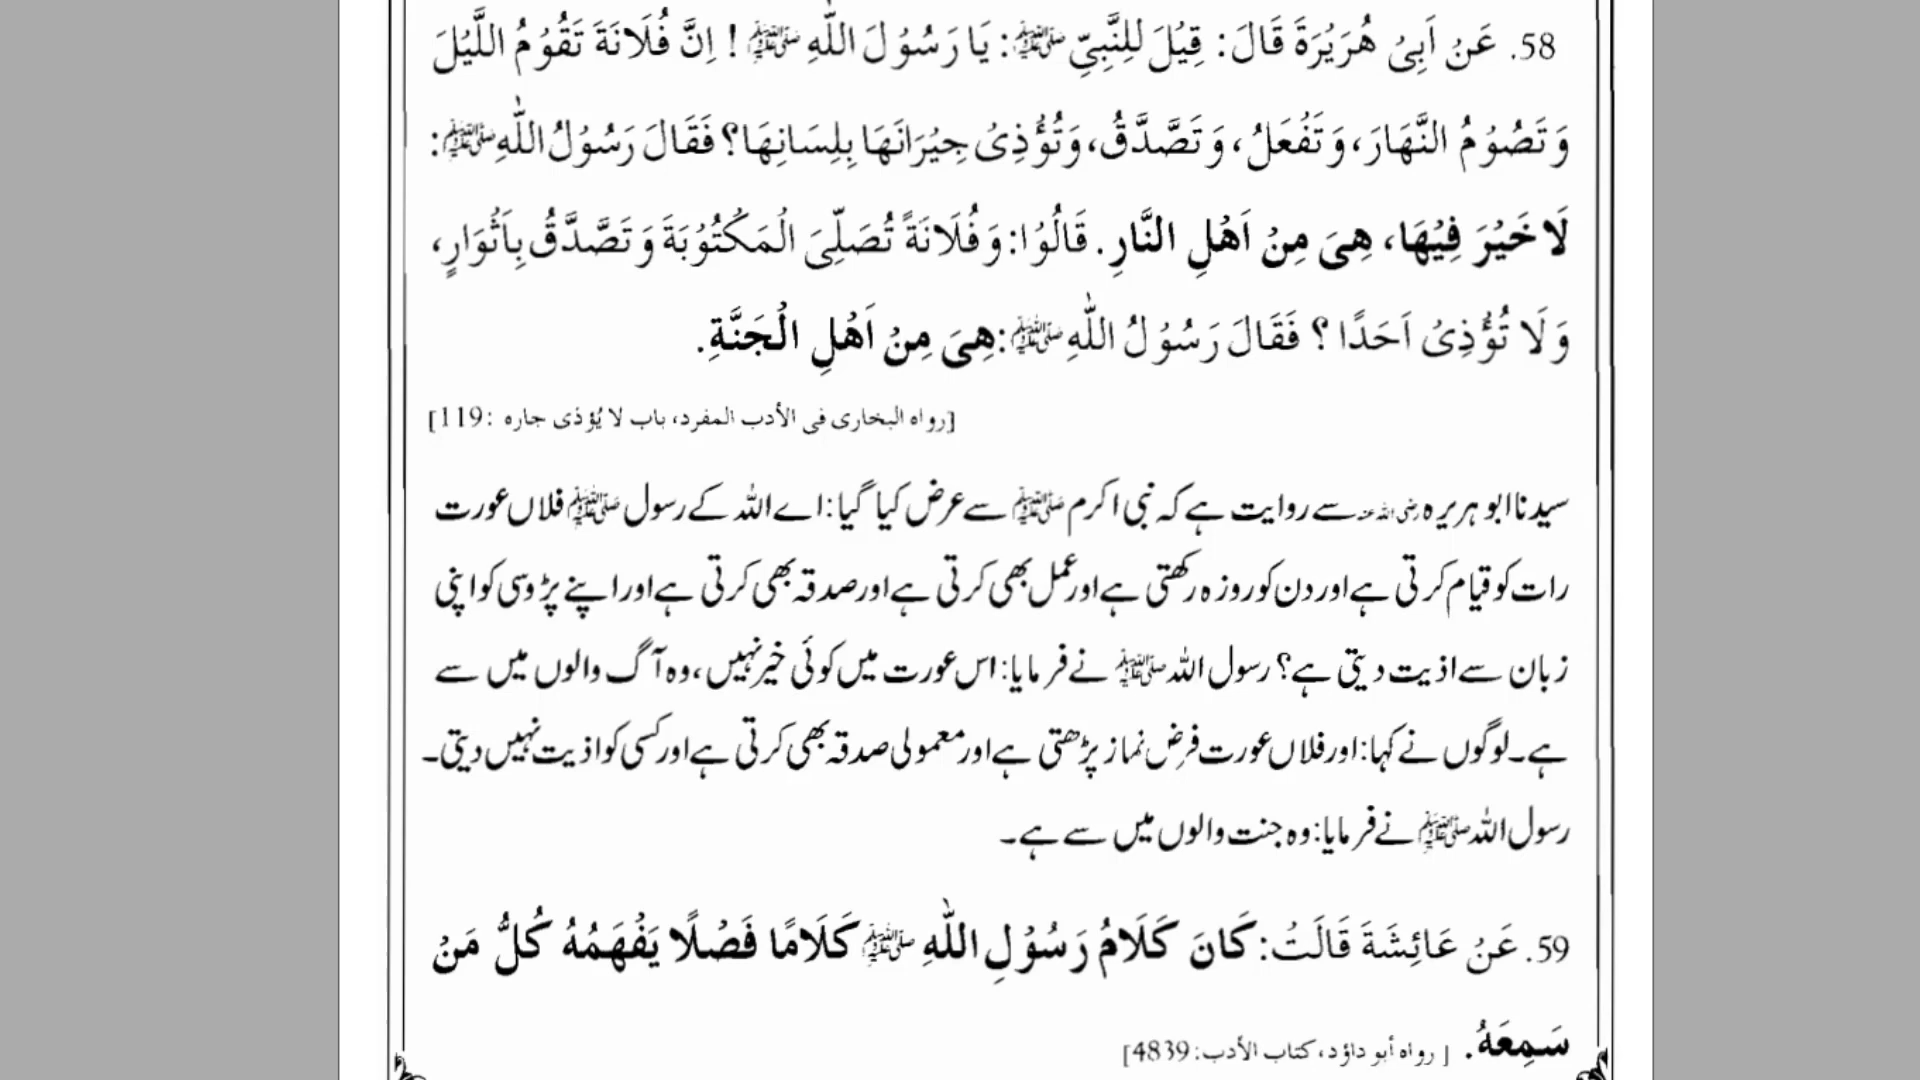 58. عَنْ اَبِیْ هُرَیْرَةَ قَالَ: قِیْلَ لِلنَّبِیِّ ﷺ: یَا رَسُوْلَ اللّٰهِ ﷺ! اِنَّ فُلَانَةَ تَقُوْمُ اللَّیْلَ
وَ تَصُوْمُ النَّهَارَ، وَ تَفْعَلُ، وَ تَصَّدَّقُ، وَ تُؤْذِیْ جِیْرَانَهَا بِلِسَانِهَا؟ فَقَالَ رَسُوْلُ اللّٰهِ ﷺ:
لَا خَیْرَ فِیْهَا، هِیَ مِنْ اَهْلِ النَّارِ. قَالُوْا: وَ فُلَانَةً تُصَلِّیَ الْمَكْتُوْبَةَ وَ تَصَّدَّقُ بِاَثْوَارٍ،
وَ لَا تُؤْذِیْ اَحَدًا ؟ فَقَالَ رَسُوْلُ اللّٰهِ ﷺ: هِیَ مِنْ اَهْلِ الْجَنَّةِ.
[رواه البخاری فی الأدب المفرد، باب لا یُؤذی جاره :119]
سیدنا ابو ہریرہ رضی اللہ عنہ سے روایت ہے کہ نبی اکرم ﷺ سے عرض کیا گیا: اے اللہ کے رسول ﷺ فلاں عورت
رات کو قیام کرتی ہے اور دن کو روزہ رکھتی ہے اور عمل بھی کرتی ہے اور صدقہ بھی کرتی ہے اور اپنے پڑوسی کو اپنی
زبان سے اذیت دیتی ہے؟ رسول اللہ ﷺ نے فرمایا: اس عورت میں کوئی خیر نہیں، وہ آگ والوں میں سے
ہے۔ لوگوں نے کہا: اور فلاں عورت فرض نماز پڑھتی ہے اور معمولی صدقہ بھی کرتی ہے اور کسی کو اذیت نہیں دیتی۔
رسول اللہ ﷺ نے فرمایا: وہ جنت والوں میں سے ہے۔
59. عَنْ عَائِشَةَ قَالَتْ: كَانَ كَلَامُ رَسُوْلِ اللّٰهِ ﷺ كَلَامًا فَصْلًا یَفْهَمُهُ كُلُّ مَنْ
سَمِعَهُ. [ رواه أبو داؤد، كتاب الأدب: 4839]